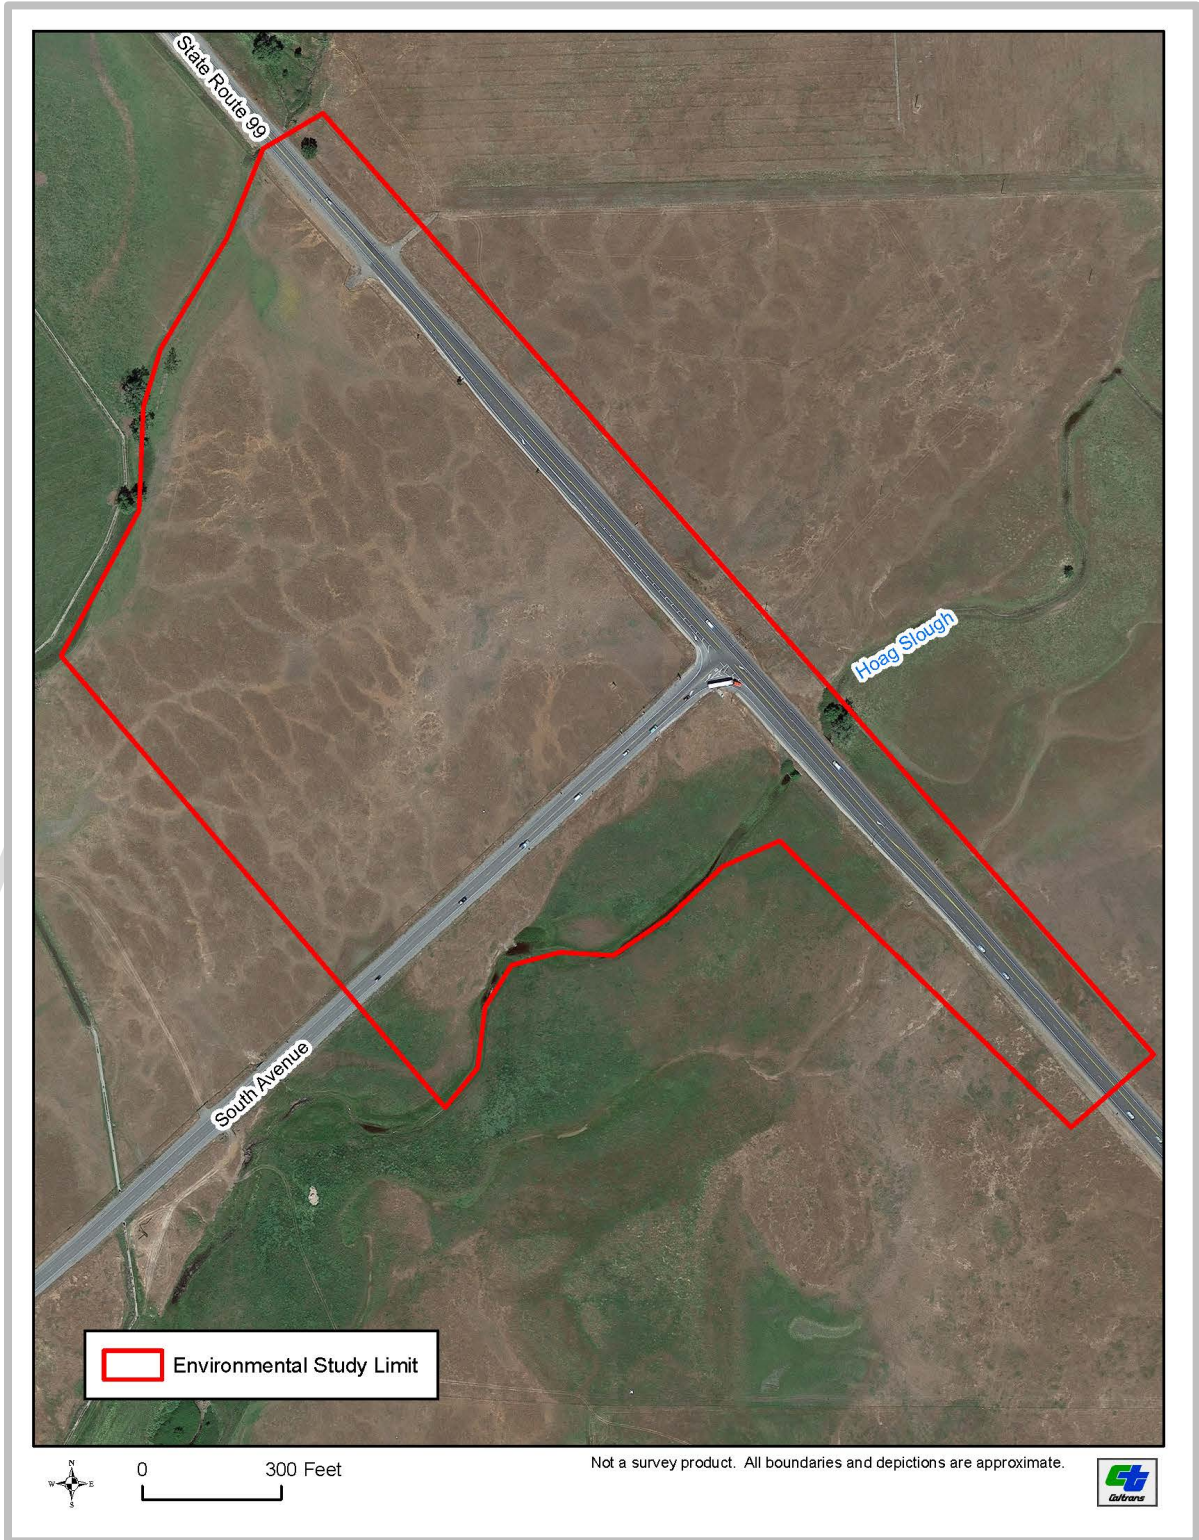 State Route 99
Hoag Slough
South Avenue
Environmental Study Limit
N
W E
S
0 300 Feet
Not a survey product. All boundaries and depictions are approximate.
Caltrans